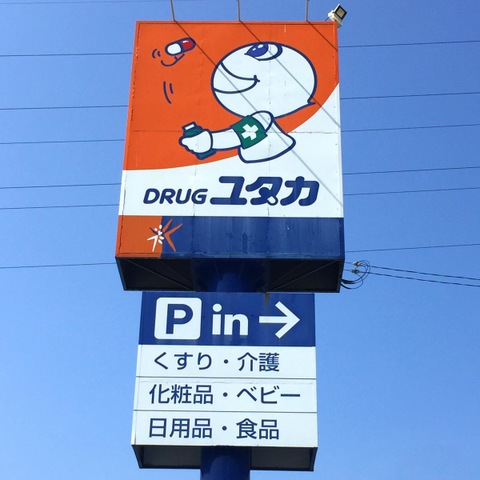 DRUG ユタカ
P in →
くすり・介護
化粧品・ベビー
日用品・食品